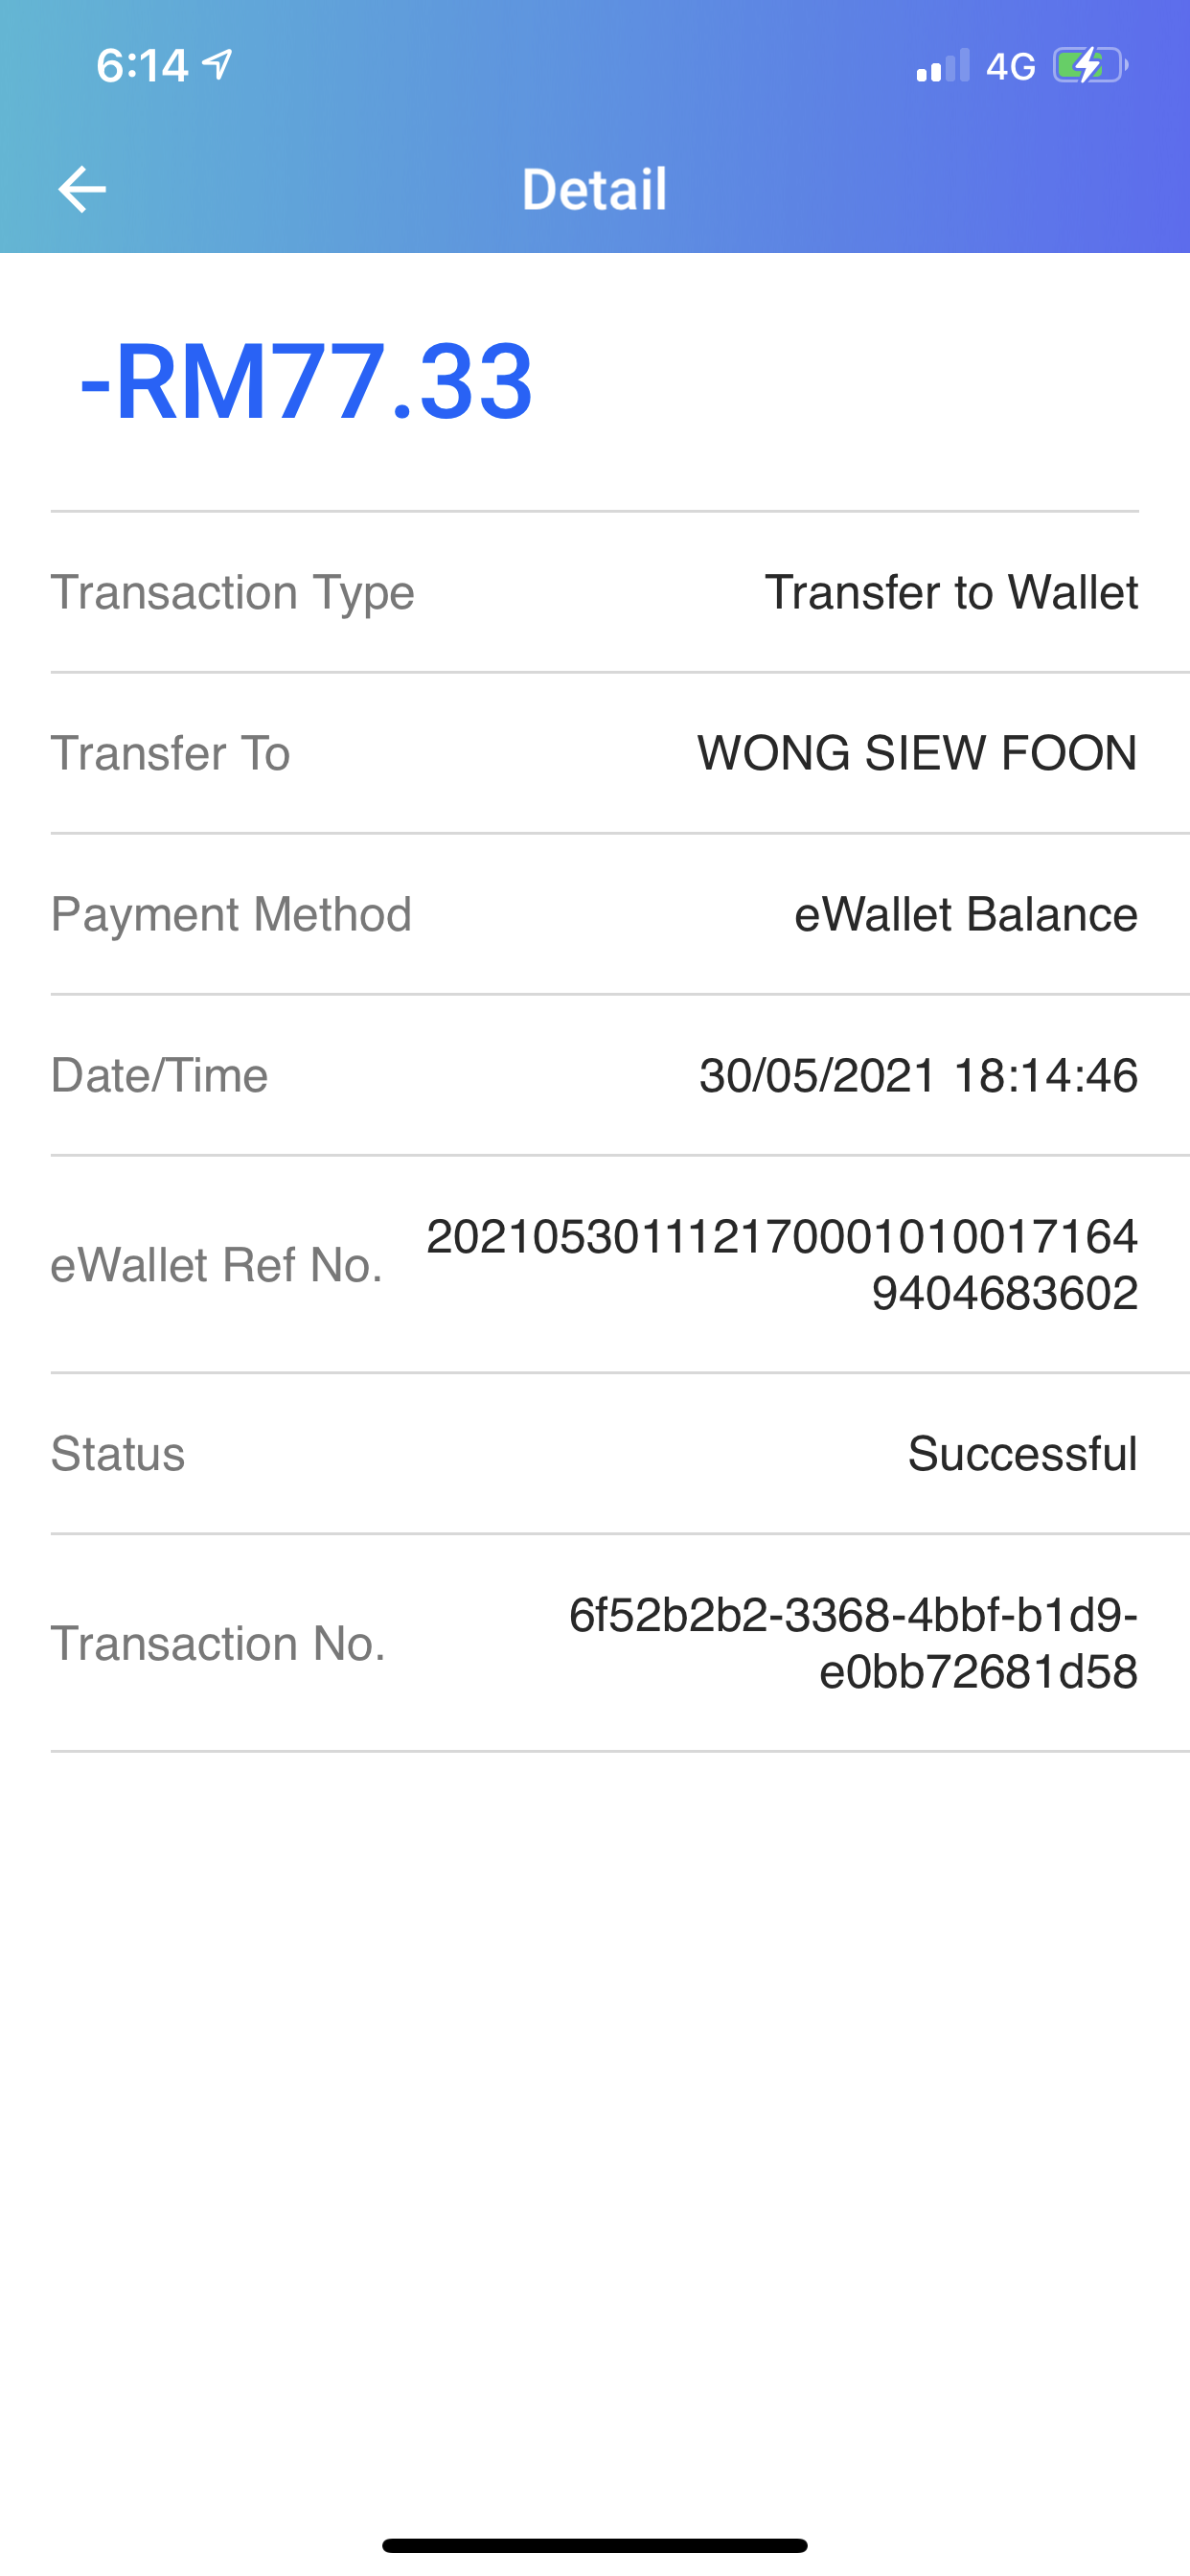 6:14
4G
Detail
-RM77.33
Transaction Type
Transfer to Wallet
Transfer To
WONG SIEW FOON
Payment Method
eWallet Balance
Date/Time
30/05/2021 18:14:46
eWallet Ref No.
202105301112170001010017164
9404683602
Status
Successful
Transaction No.
6f52b2b2-3368-4bbf-b1d9-
e0bb72681d58